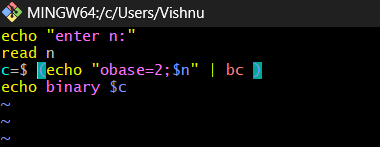 MINGW64:/c/Users/Vishnu
echo "enter n:"
read n
c=$ (echo "obase=2;$n" | bc )
echo binary $c
~
~
~